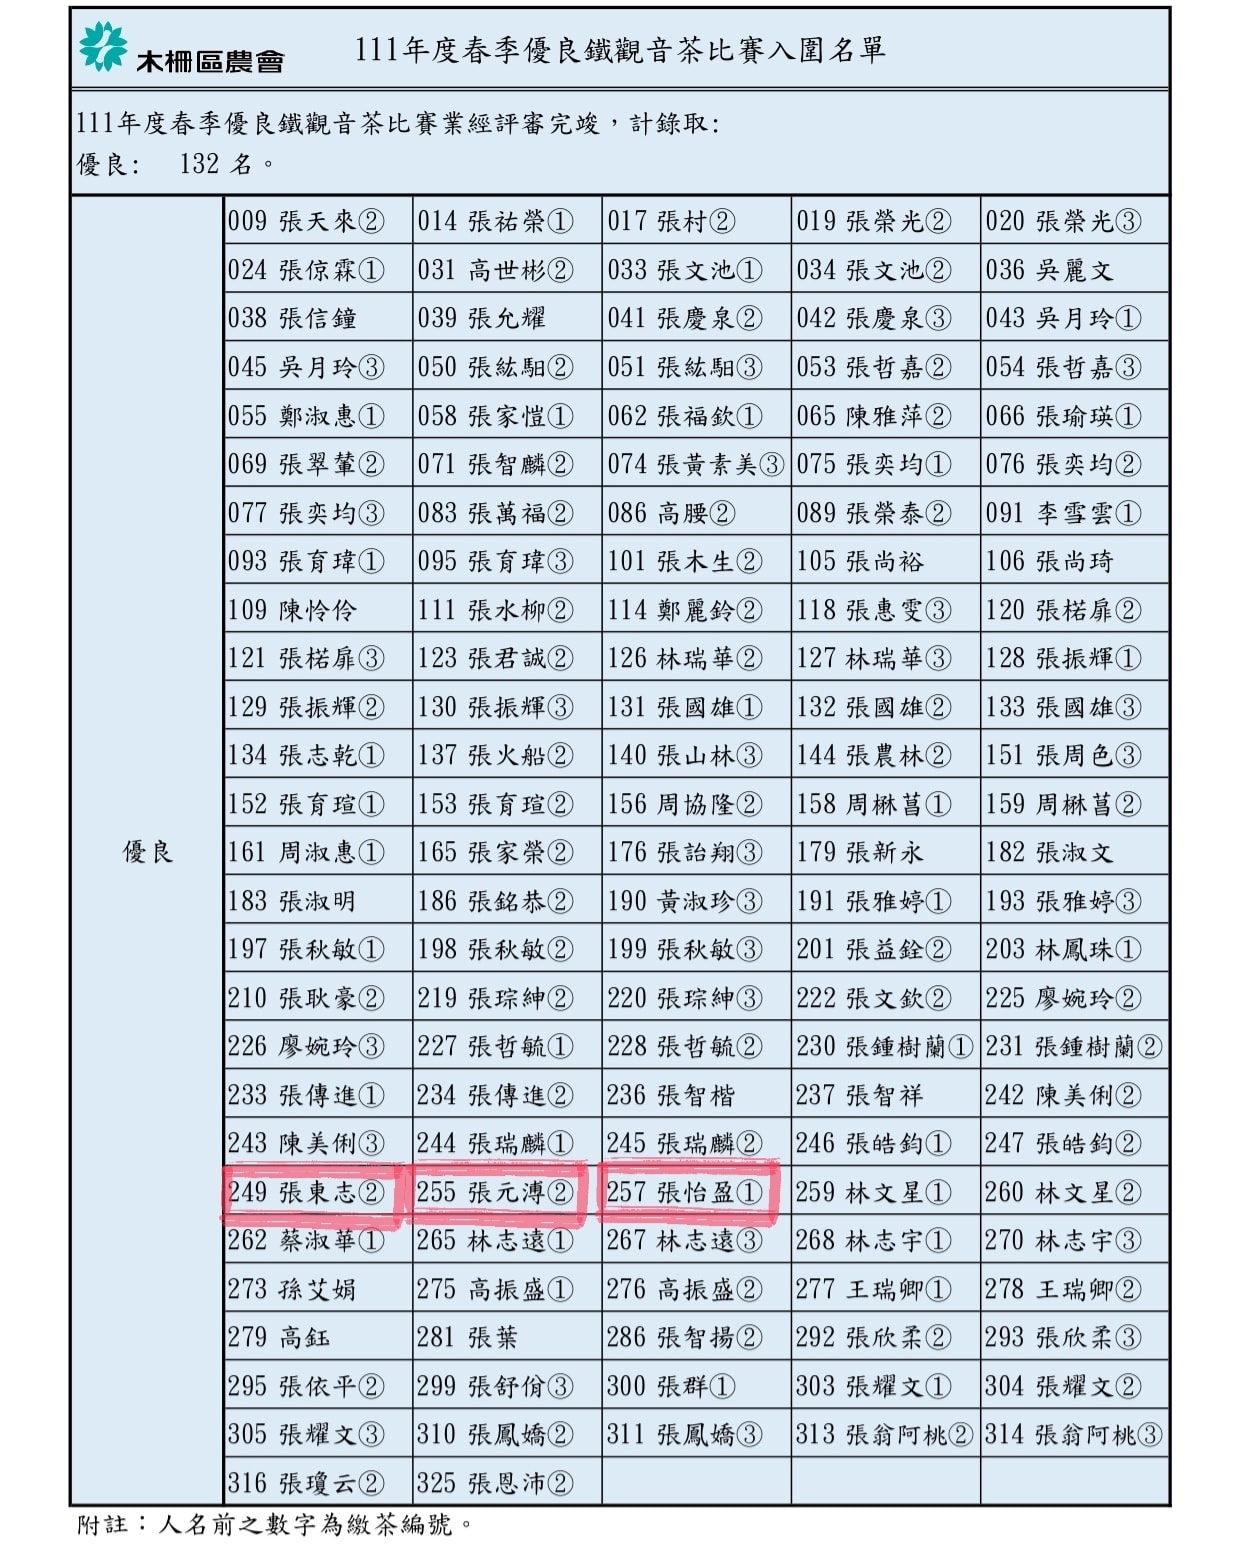 木柵區農會
111年度春季優良鐵觀音茶比賽入圍名單
111年度春季優良鐵觀音茶比賽業經評審完竣，計錄取:
優良: 132 名。
優良
009 張天來② 014 張祐榮① 017 張村② 019 張榮光② 020 張榮光③
024 張倞霖① 031 高世彬② 033 張文池① 034 張文池② 036 吳麗文
038 張信鐘 039 張允耀 041 張慶泉② 042 張慶泉③ 043 吳月玲①
045 吳月玲③ 050 張紘馹② 051 張紘馹③ 053 張哲嘉② 054 張哲嘉③
055 鄭淑惠① 058 張家愷① 062 張福欽① 065 陳雅萍② 066 張瑜瑛①
069 張翠輦② 071 張智麟② 074 張黃素美③ 075 張奕均① 076 張奕均②
077 張奕均③ 083 張萬福② 086 高腰② 089 張榮泰② 091 李雪雲①
093 張育瑋① 095 張育瑋③ 101 張木生② 105 張尚裕 106 張尚琦
109 陳怜伶 111 張水柳② 114 鄭麗鈴② 118 張惠雯③ 120 張楉扉②
121 張楉扉③ 123 張君誠② 126 林瑞華② 127 林瑞華③ 128 張振輝①
129 張振輝② 130 張振輝③ 131 張國雄① 132 張國雄② 133 張國雄③
134 張志乾① 137 張火船② 140 張山林③ 144 張農林② 151 張周色③
152 張育瑄① 153 張育瑄② 156 周協隆② 158 周楙菖① 159 周楙菖②
161 周淑惠① 165 張家榮② 176 張詒翔③ 179 張新永 182 張淑文
183 張淑明 186 張銘恭② 190 黃淑珍③ 191 張雅婷① 193 張雅婷③
197 張秋敏① 198 張秋敏② 199 張秋敏③ 201 張益銓② 203 林鳳珠①
210 張耿豪② 219 張琮紳② 220 張琮紳③ 222 張文欽② 225 廖婉玲②
226 廖婉玲③ 227 張哲毓① 228 張哲毓② 230 張鍾樹蘭① 231 張鍾樹蘭②
233 張傳進① 234 張傳進② 236 張智楷 237 張智祥 242 陳美俐②
243 陳美俐③ 244 張瑞麟① 245 張瑞麟② 246 張皓鈞① 247 張皓鈞②
249 張東志② 255 張元溥② 257 張怡盈① 259 林文星① 260 林文星②
262 蔡淑華① 265 林志遠① 267 林志遠③ 268 林志宇① 270 林志宇③
273 孫艾娟 275 高振盛① 276 高振盛② 277 王瑞卿① 278 王瑞卿②
279 高鈺 281 張葉 286 張智揚② 292 張欣柔② 293 張欣柔③
295 張依平② 299 張舒佾③ 300 張群① 303 張耀文① 304 張耀文②
305 張耀文③ 310 張鳳嬌② 311 張鳳嬌③ 313 張翁阿桃② 314 張翁阿桃③
316 張瓊云② 325 張恩沛②
附註：人名前之數字為繳茶編號。